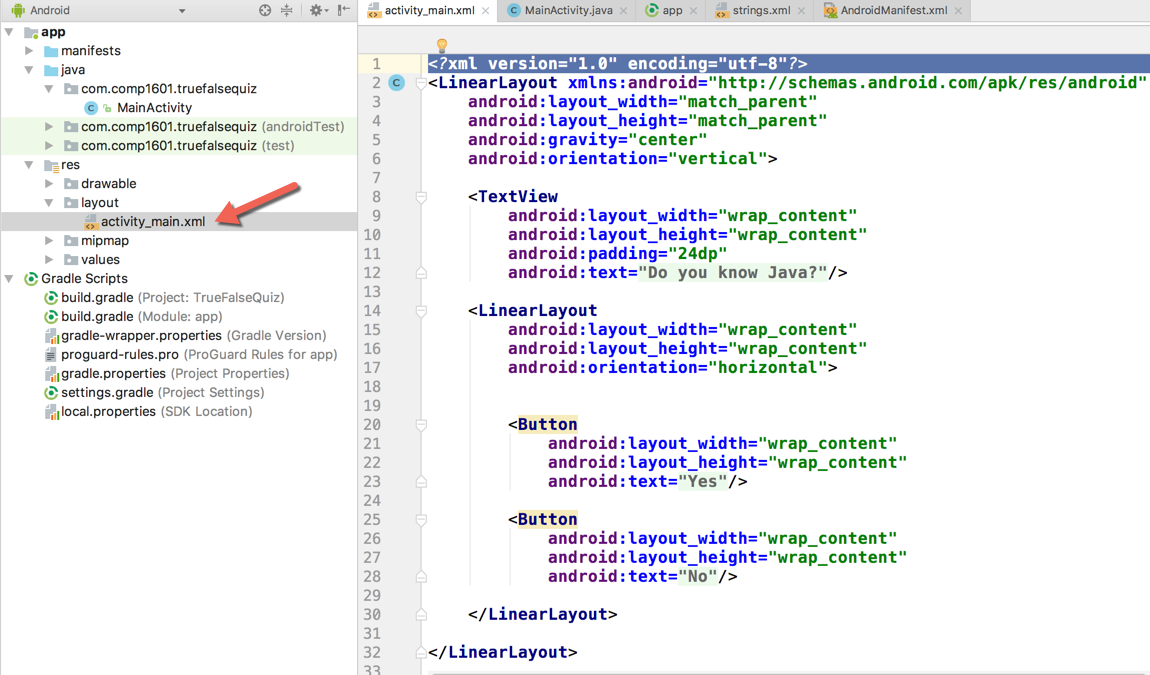 Android
app
manifests
java
com.comp1601.truefalsequiz
C MainActivity
com.comp1601.truefalsequiz (androidTest)
com.comp1601.truefalsequiz (test)
res
drawable
layout
activity_main.xml
mipmap
values
Gradle Scripts
build.gradle (Project: TrueFalseQuiz)
build.gradle (Module: app)
gradle-wrapper.properties (Gradle Version)
proguard-rules.pro (ProGuard Rules for app)
gradle.properties (Project Properties)
settings.gradle (Project Settings)
local.properties (SDK Location)
activity_main.xml C MainActivity.java app strings.xml AndroidManifest.xml
1 <?xml version="1.0" encoding="utf-8"?>
2 C <LinearLayout xmlns:android="http://schemas.android.com/apk/res/android"
3 android:layout_width="match_parent"
4 android:layout_height="match_parent"
5 android:gravity="center"
6 android:orientation="vertical">
7
8 <TextView
9 android:layout_width="wrap_content"
10 android:layout_height="wrap_content"
11 android:padding="24dp"
12 android:text="Do you know Java?"/>
13
14 <LinearLayout
15 android:layout_width="wrap_content"
16 android:layout_height="wrap_content"
17 android:orientation="horizontal">
18
19
20 <Button
21 android:layout_width="wrap_content"
22 android:layout_height="wrap_content"
23 android:text="Yes"/>
24
25 <Button
26 android:layout_width="wrap_content"
27 android:layout_height="wrap_content"
28 android:text="No"/>
29
30 </LinearLayout>
31
32 </LinearLayout>
33